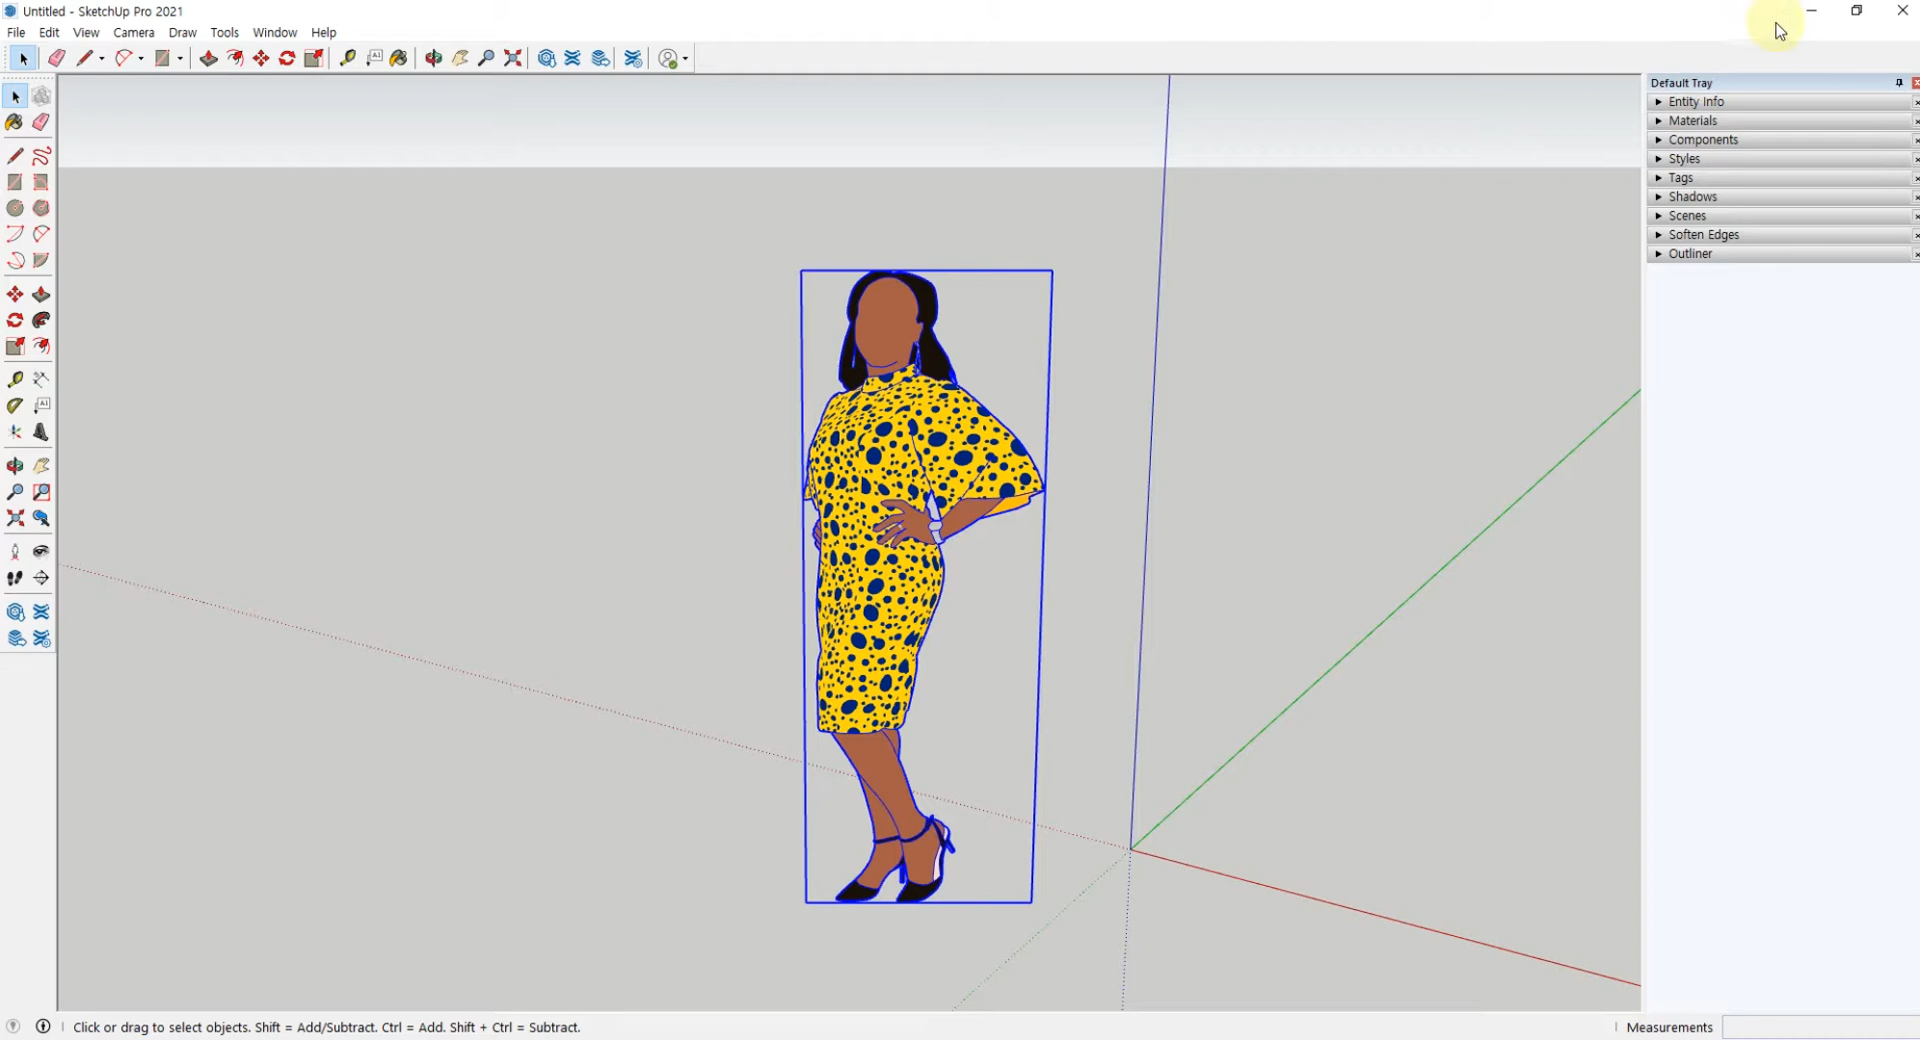 Untitled - SketchUp Pro 2021
File Edit View Camera Draw Tools Window Help
Default Tray
Entity Info
Materials
Components
Styles
Tags
Shadows
Scenes
Soften Edges
Outliner
Click or drag to select objects. Shift = Add/Subtract. Ctrl = Add. Shift + Ctrl = Subtract.
Measurements